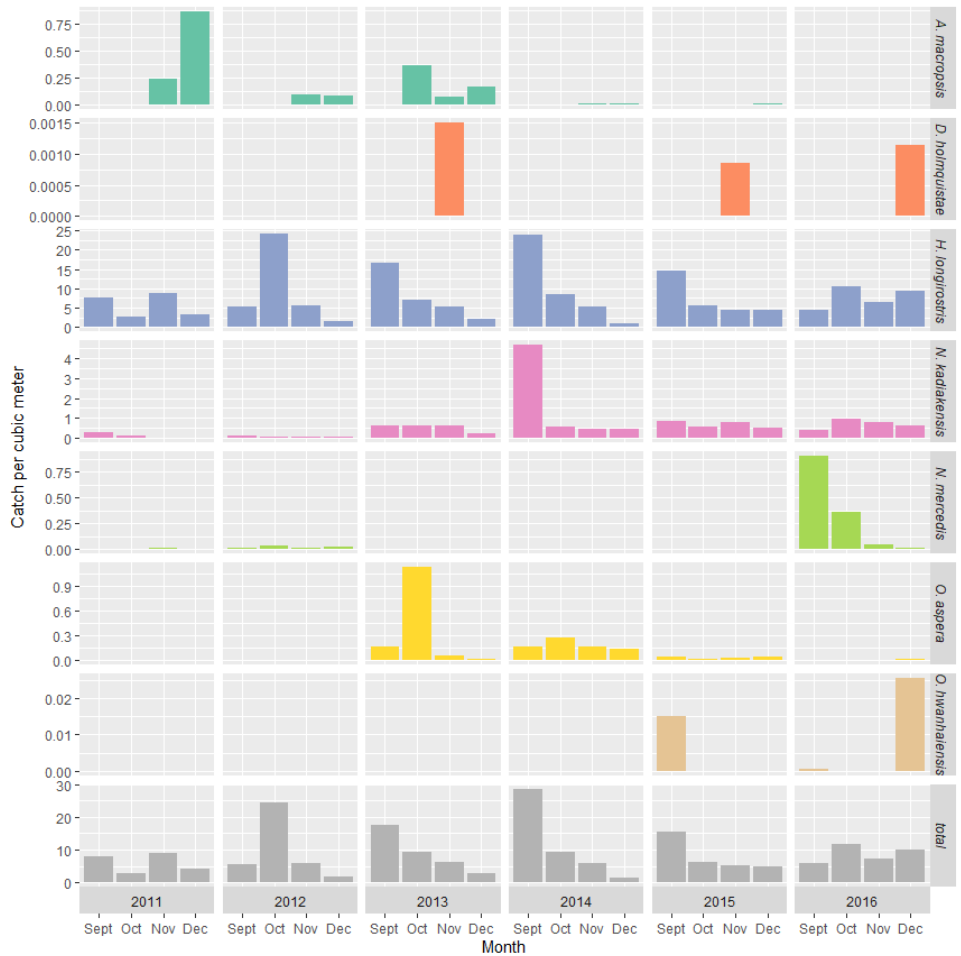 Catch per cubic meter
0.75
0.50
0.25
0.00
A. macropsis
0.0015
0.0010
0.0005
0.0000
D. holmquistae
25
20
15
10
5
0
H. longirostris
4
3
2
1
0
N. kadiakensis
0.75
0.50
0.25
0.00
N. mercedis
0.9
0.6
0.3
0.0
O. aspera
0.02
0.01
0.00
O. hwanhaiensis
30
20
10
0
total
2011 2012 2013 2014 2015 2016
Sept Oct Nov Dec Sept Oct Nov Dec Sept Oct Nov Dec Sept Oct Nov Dec Sept Oct Nov Dec Sept Oct Nov Dec
Month